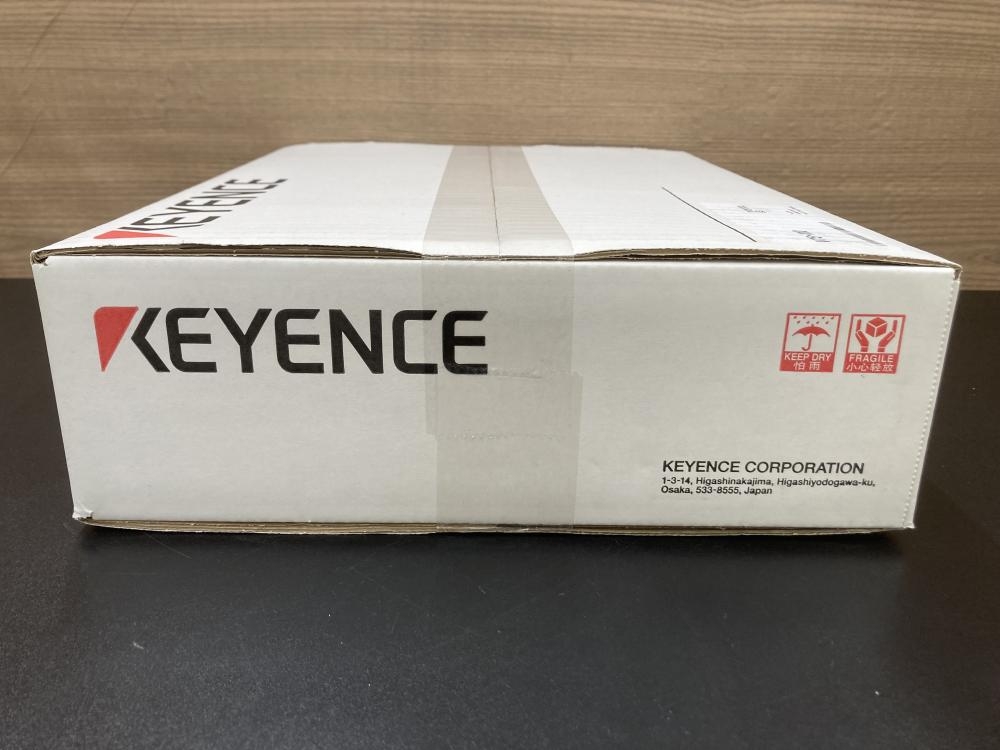 KEYENCE
KEYENCE
KEEP DRY
怕雨
FRAGILE
小心轻放
KEYENCE CORPORATION
1-3-14, Higashinakajima, Higashiyodogawa-ku,
Osaka, 533-8555, Japan